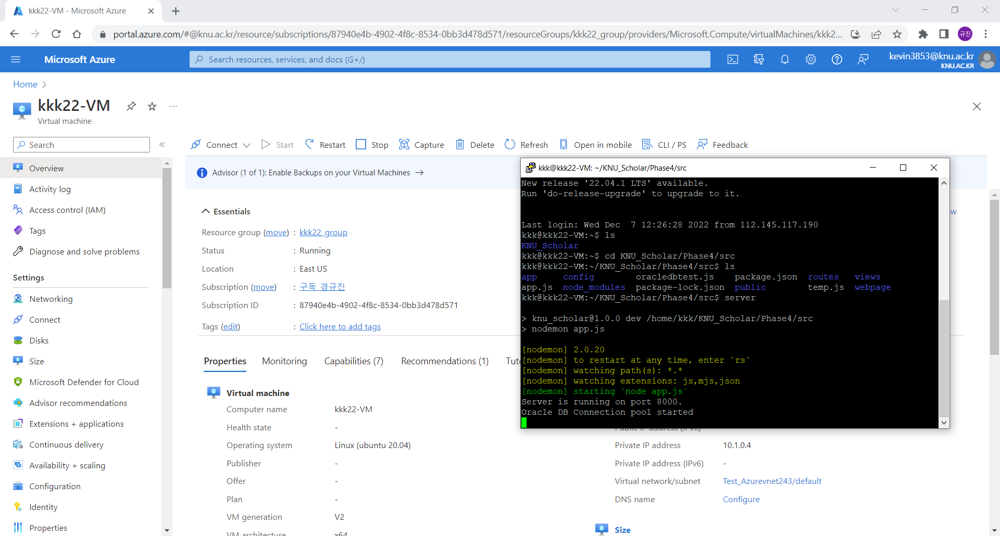 kkk22-VM - Microsoft Azure
portal.azure.com/#@knu.ac.kr/resource/subscriptions/87940e4b-4902-4f8c-8534-0bb3d478d571/resourceGroups/kkk22_group/providers/Microsoft.Compute/virtualMachines/kkk2...
규진
Microsoft Azure
Search resources, services, and docs (G+/)
kevin3853@knu.ac.kr
KNU.AC.KR
Home
kkk22-VM
Virtual machine
Search
Connect
Start
Restart
Stop
Capture
Delete
Refresh
Open in mobile
CLI / PS
Feedback
Overview
Activity log
Access control (IAM)
Tags
Diagnose and solve problems
Settings
Networking
Connect
Disks
Size
Microsoft Defender for Cloud
Advisor recommendations
Extensions + applications
Continuous delivery
Availability + scaling
Configuration
Identity
Properties
Advisor (1 of 1): Enable Backups on your Virtual Machines →
Essentials
Resource group (move) : kkk22_group
Status : Running
Location : East US
Subscription (move) : 구독_경규진
Subscription ID : 87940e4b-4902-4f8c-8534-0bb3d478d571
Tags (edit) : Click here to add tags
Properties
Monitoring
Capabilities (7)
Recommendations (1)
Virtual machine
Computer name kkk22-VM
Health state -
Operating system Linux (ubuntu 20.04)
Publisher -
Offer -
Plan -
VM generation V2
VM architecture x64
kkk@kkk22-VM: ~/KNU_Scholar/Phase4/src
New release '22.04.1 LTS' available.
Run 'do-release-upgrade' to upgrade to it.
Last login: Wed Dec  7 12:26:28 2022 from 112.145.117.190
kkk@kkk22-VM:~$ ls
KNU_Scholar
kkk@kkk22-VM:~$ cd KNU_Scholar/Phase4/src
kkk@kkk22-VM:~/KNU_Scholar/Phase4/src$ ls
app config oracledbtest.js package.json routes views
app.js node_modules package-lock.json public temp.js webpage
kkk@kkk22-VM:~/KNU_Scholar/Phase4/src$ server
> knu_scholar@1.0.0 dev /home/kkk/KNU_Scholar/Phase4/src
> nodemon app.js
[nodemon] 2.0.20
[nodemon] to restart at any time, enter `rs`
[nodemon] watching path(s): *.*
[nodemon] watching extensions: js,mjs,json
[nodemon] starting `node app.js`
Server is running on port 8000.
Oracle DB Connection pool started
Private IP address 10.1.0.4
Private IP address (IPv6) -
Virtual network/subnet Test_Azurevnet243/default
DNS name Configure
Size